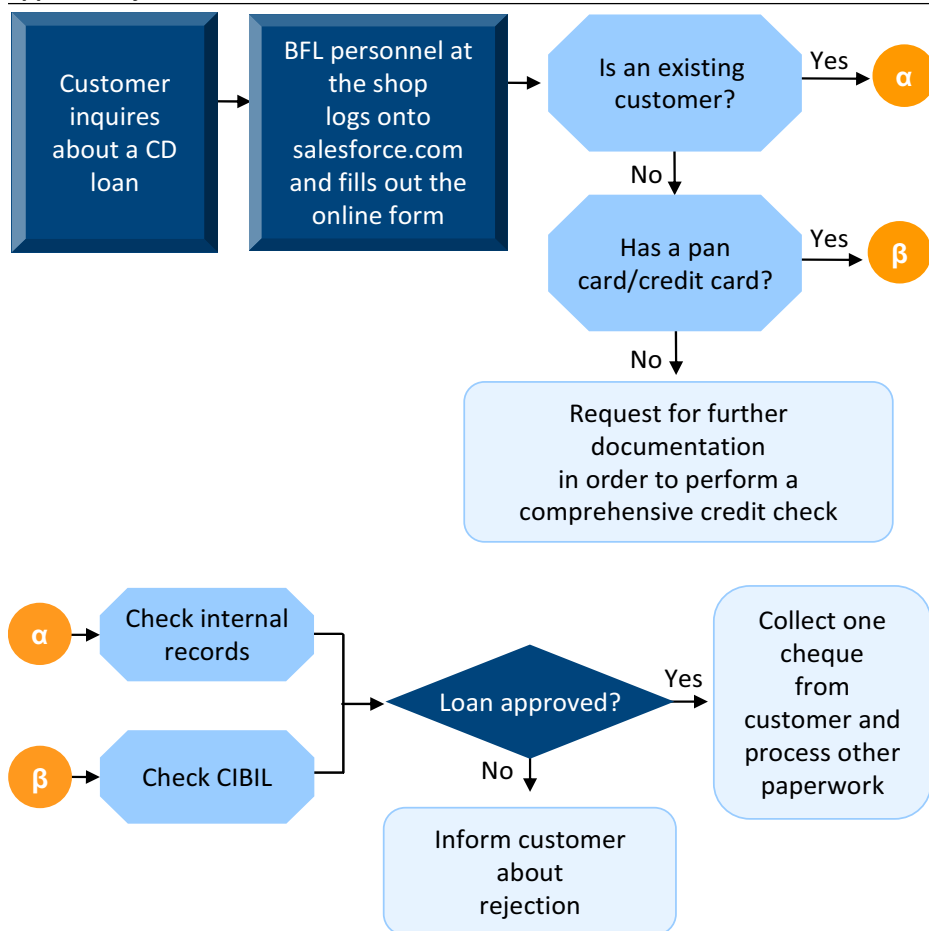 Customer
inquires
about a CD
loan
BFL personnel at
the shop
logs onto
salesforce.com
and fills out the
online form
Is an existing
customer?
Yes
α
No
Has a pan
card/credit card?
Yes
β
No
Request for further
documentation
in order to perform a
comprehensive credit check
α
Check internal
records
β
Check CIBIL
Loan approved?
Yes
Collect one
cheque
from
customer and
process other
paperwork
No
Inform customer
about
rejection